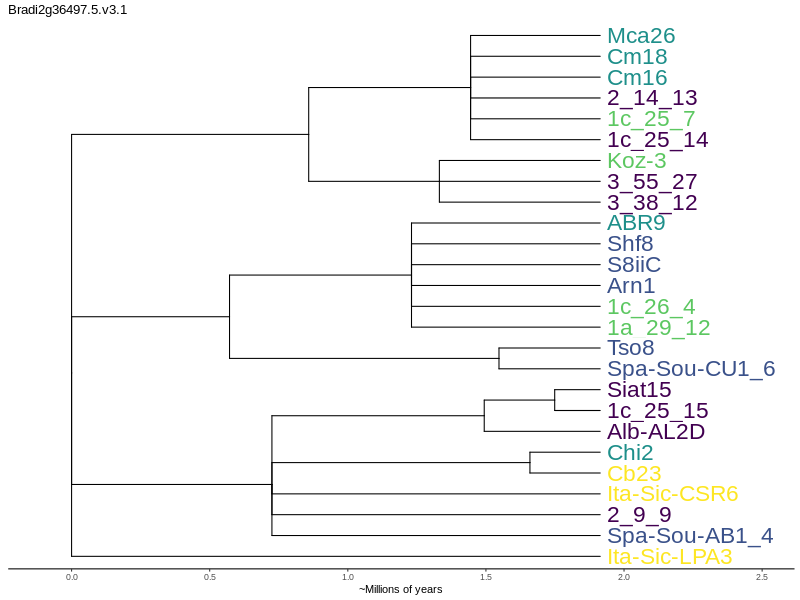 Bradi2g36497.5.v3.1
Mca26
Cm18
Cm16
2_14_13
1c_25_7
1c_25_14
Koz-3
3_55_27
3_38_12
ABR9
Shf8
S8iiC
Arn1
1c_26_4
1a_29_12
Tso8
Spa-Sou-CU1_6
Siat15
1c_25_15
Alb-AL2D
Chi2
Cb23
Ita-Sic-CSR6
2_9_9
Spa-Sou-AB1_4
Ita-Sic-LPA3
0.0 0.5 1.0 1.5 2.0 2.5
~Millions of years